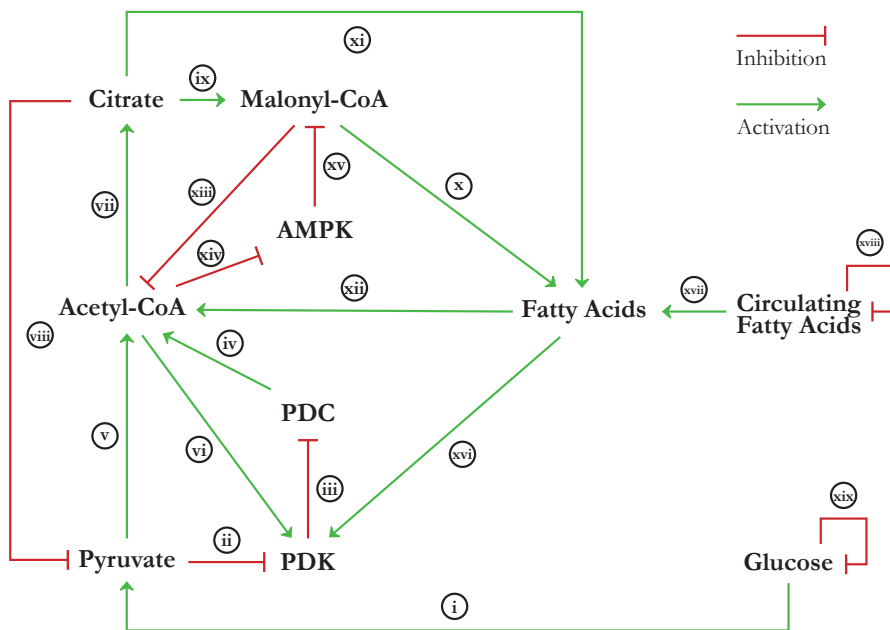 xi
Inhibition
ix
Citrate
Malonyl-CoA
Activation
xiii
xv
x
vii
AMPK
xiv
xviii
xii
xvii
Acetyl-CoA
Fatty Acids
Circulating
Fatty Acids
viii
iv
PDC
v
vi
xvi
iii
xix
ii
Pyruvate
PDK
Glucose
i